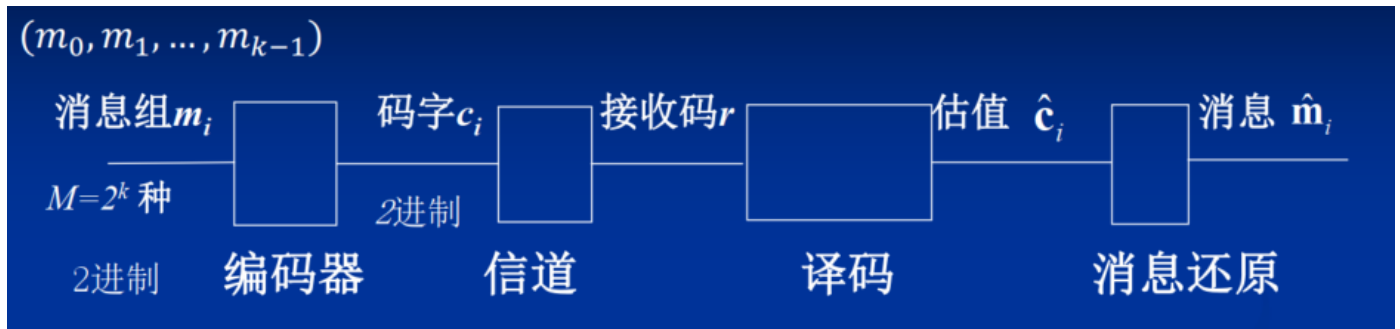 (m₀, m₁, …, mₖ₋₁)
消息组mᵢ 码字cᵢ 接收码r 估值 ĉᵢ 消息 m̂ᵢ
M=2ᵏ 种 2进制
2进制 编码器 信道 译码 消息还原